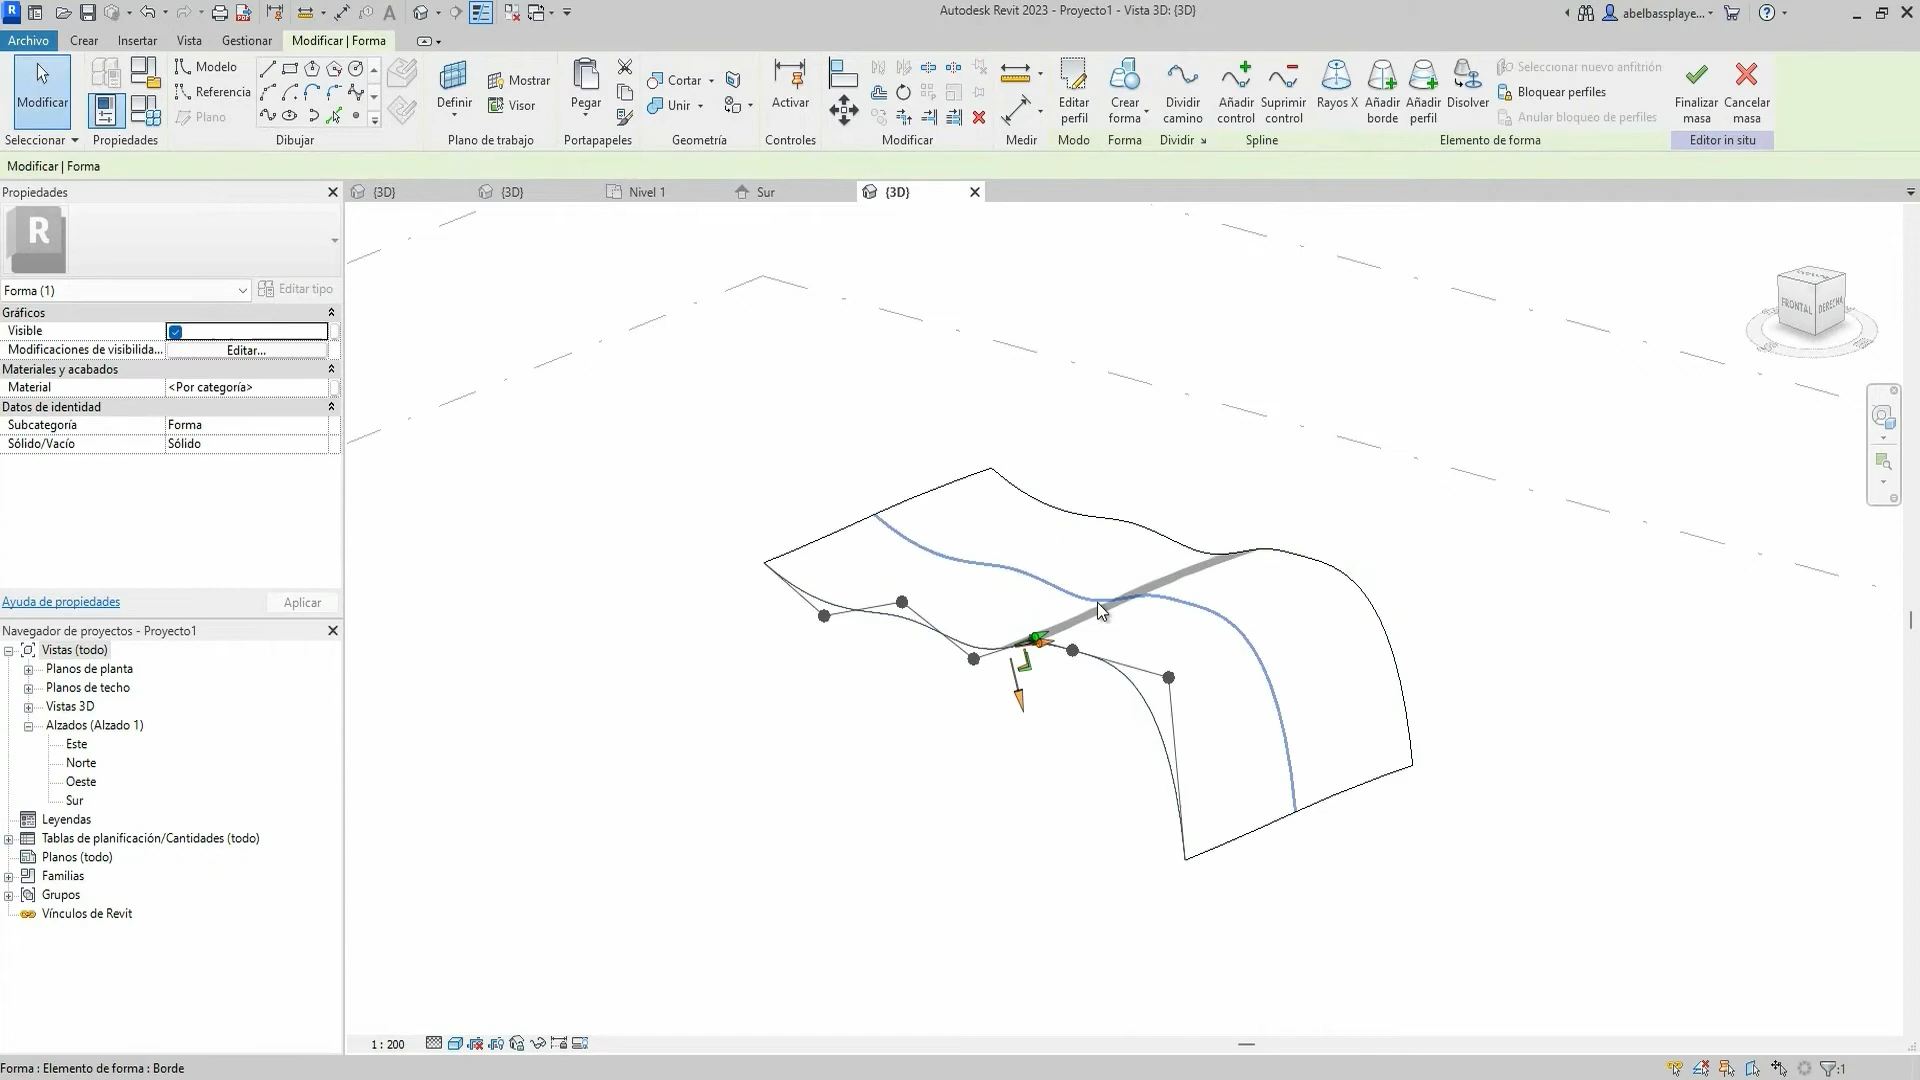 Autodesk Revit 2023 - Proyecto1 - Vista 3D: {3D}
abelbassplaye...
Archivo
Crear
Insertar
Vista
Gestionar
Modificar | Forma
Modificar
Seleccionar
Propiedades
Modelo
Referencia
Plano
Dibujar
Definir
Mostrar
Visor
Plano de trabajo
Pegar
Portapapeles
Cortar
Unir
Geometría
Activar
Controles
Modificar
Medir
Editar perfil
Modo
Crear forma
Forma
Dividir camino
Dividir
Añadir control
Suprimir control
Spline
Rayos X
Añadir borde
Añadir perfil
Disolver
Seleccionar nuevo anfitrión
Bloquear perfiles
Anular bloqueo de perfiles
Elemento de forma
Finalizar masa
Cancelar masa
Editor in situ
Modificar | Forma
Propiedades
R
Forma (1)
Editar tipo
Gráficos
Visible
Modificaciones de visibilida...
Editar...
Materiales y acabados
Material
<Por categoría>
Datos de identidad
Subcategoría
Forma
Sólido/Vacío
Sólido
Ayuda de propiedades
Aplicar
Navegador de proyectos - Proyecto1
Vistas (todo)
Planos de planta
Planos de techo
Vistas 3D
Alzados (Alzado 1)
Este
Norte
Oeste
Sur
Leyendas
Tablas de planificación/Cantidades (todo)
Planos (todo)
Familias
Grupos
Vínculos de Revit
{3D}
{3D}
Nivel 1
Sur
{3D}
FRONTAL
DERECHA
1 : 200
Forma : Elemento de forma : Borde
:1